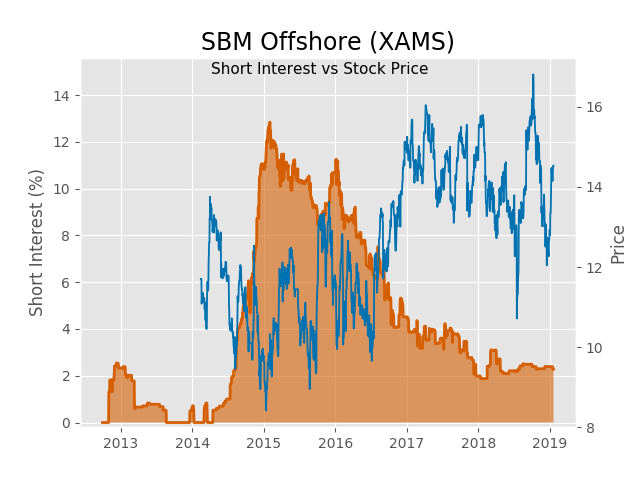 SBM Offshore (XAMS)
Short Interest vs Stock Price
Short Interest (%)
14
12
10
8
6
4
2
0
16
14
12
10
8
Price
2013 2014 2015 2016 2017 2018 2019